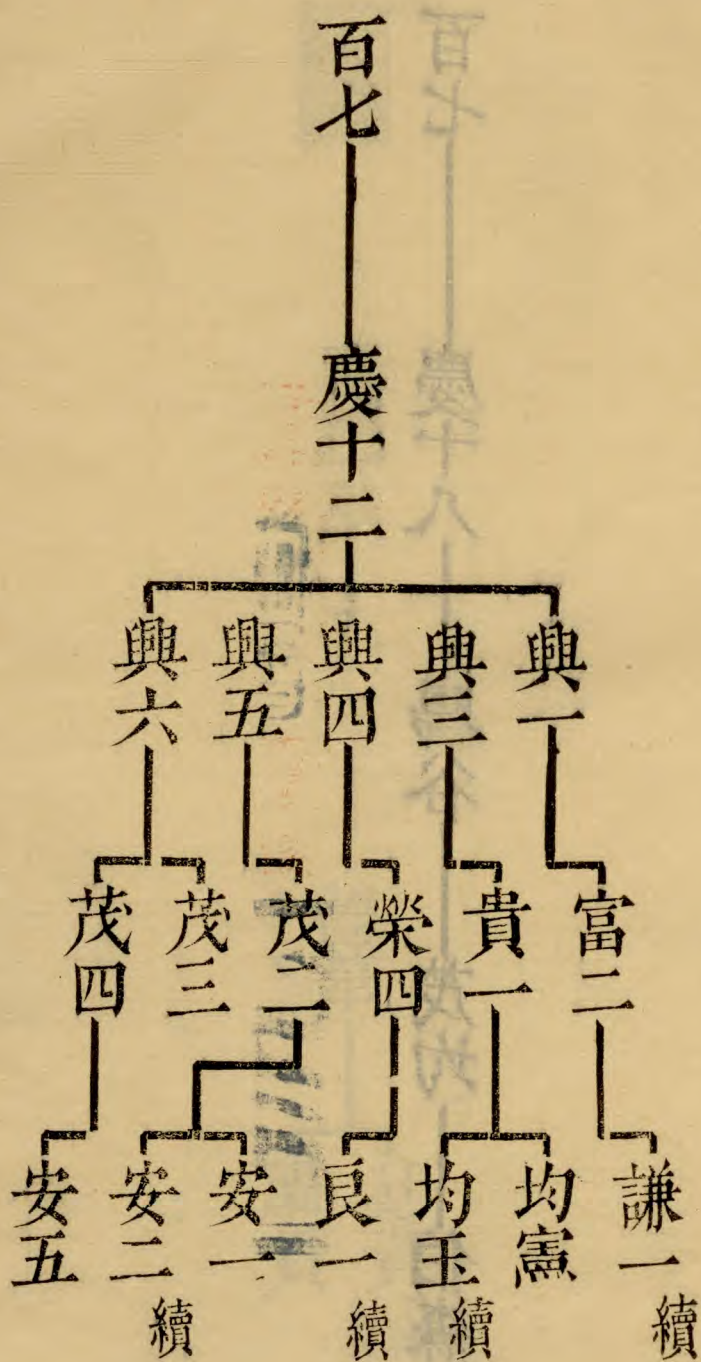 百七
慶十二
興一
興三
興四
興五
興六
富二
貴一
榮四
茂二
茂三
茂四
謙一
均憲
均玉
良一
安一
安二
安五
續
續
續
續